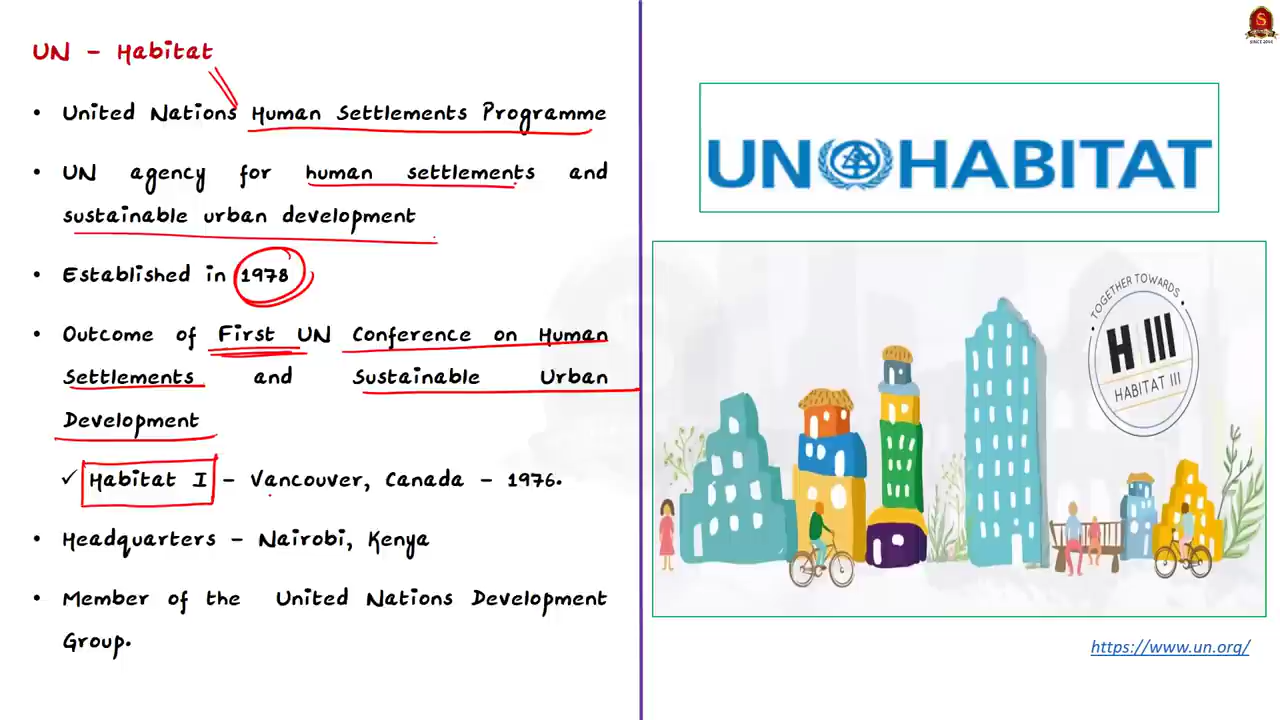 UN - Habitat
• United Nations Human Settlements Programme
• UN agency for human settlements and
sustainable urban development
• Established in 1978
• Outcome of First UN Conference on Human
Settlements and Sustainable Urban
Development
✓ Habitat I - Vancouver, Canada - 1976.
• Headquarters - Nairobi, Kenya
• Member of the United Nations Development
Group.
S
SINCE 2004
UN HABITAT
• TOGETHER TOWARDS •
H III
HABITAT III
https://www.un.org/